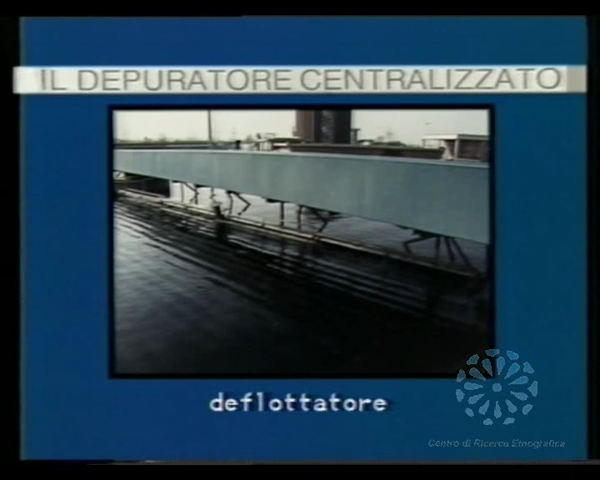 IL DEPURATORE CENTRALIZZATO
deflottatore
Centro di Ricerca Etnografica